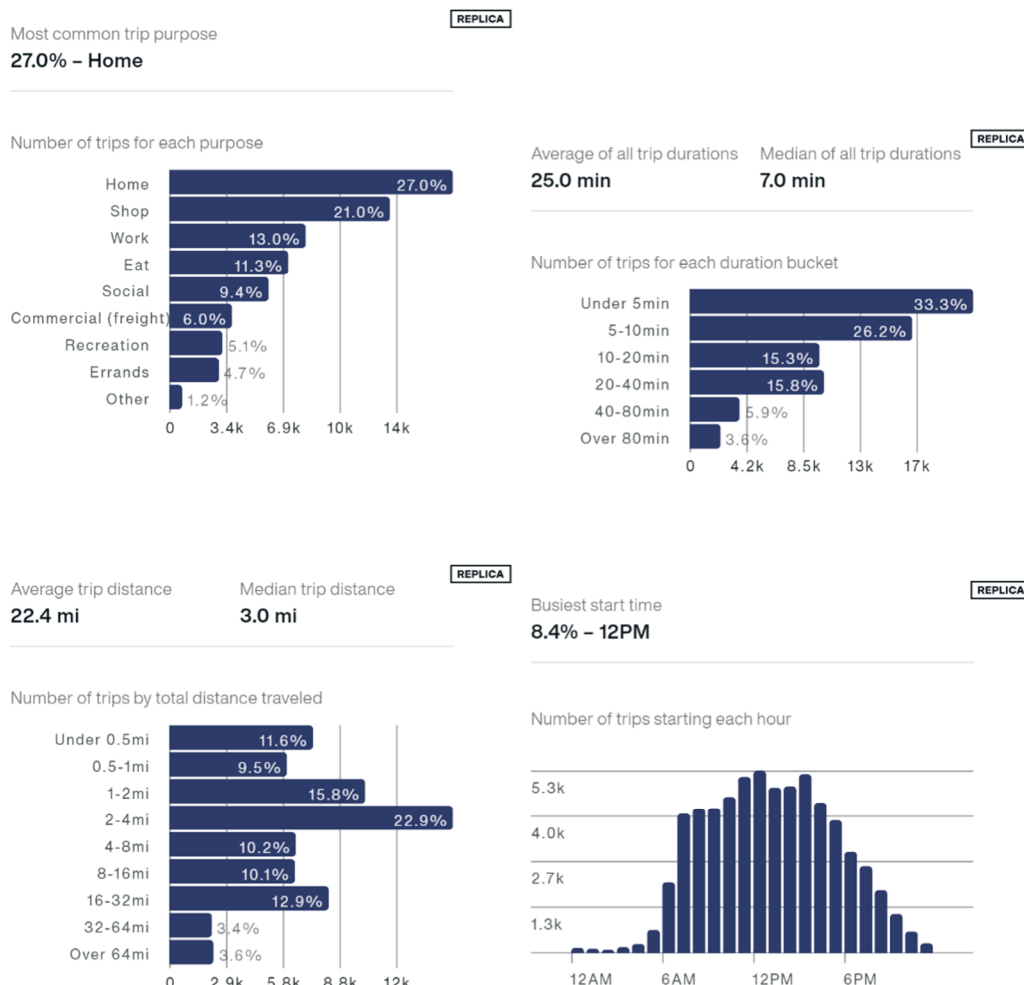 REPLICA
Most common trip purpose
27.0% – Home
Number of trips for each purpose
Home 27.0%
Shop 21.0%
Work 13.0%
Eat 11.3%
Social 9.4%
Commercial (freight) 6.0%
Recreation 5.1%
Errands 4.7%
Other 1.2%
0 3.4k 6.9k 10k 14k
REPLICA
Average of all trip durations Median of all trip durations
25.0 min 7.0 min
Number of trips for each duration bucket
Under 5min 33.3%
5-10min 26.2%
10-20min 15.3%
20-40min 15.8%
40-80min 5.9%
Over 80min 3.6%
0 4.2k 8.5k 13k 17k
REPLICA
Average trip distance Median trip distance
22.4 mi 3.0 mi
Number of trips by total distance traveled
Under 0.5mi 11.6%
0.5-1mi 9.5%
1-2mi 15.8%
2-4mi 22.9%
4-8mi 10.2%
8-16mi 10.1%
16-32mi 12.9%
32-64mi 3.4%
Over 64mi 3.6%
0 2.9k 5.8k 8.8k 12k
REPLICA
Busiest start time
8.4% – 12PM
Number of trips starting each hour
5.3k
4.0k
2.7k
1.3k
12AM 6AM 12PM 6PM